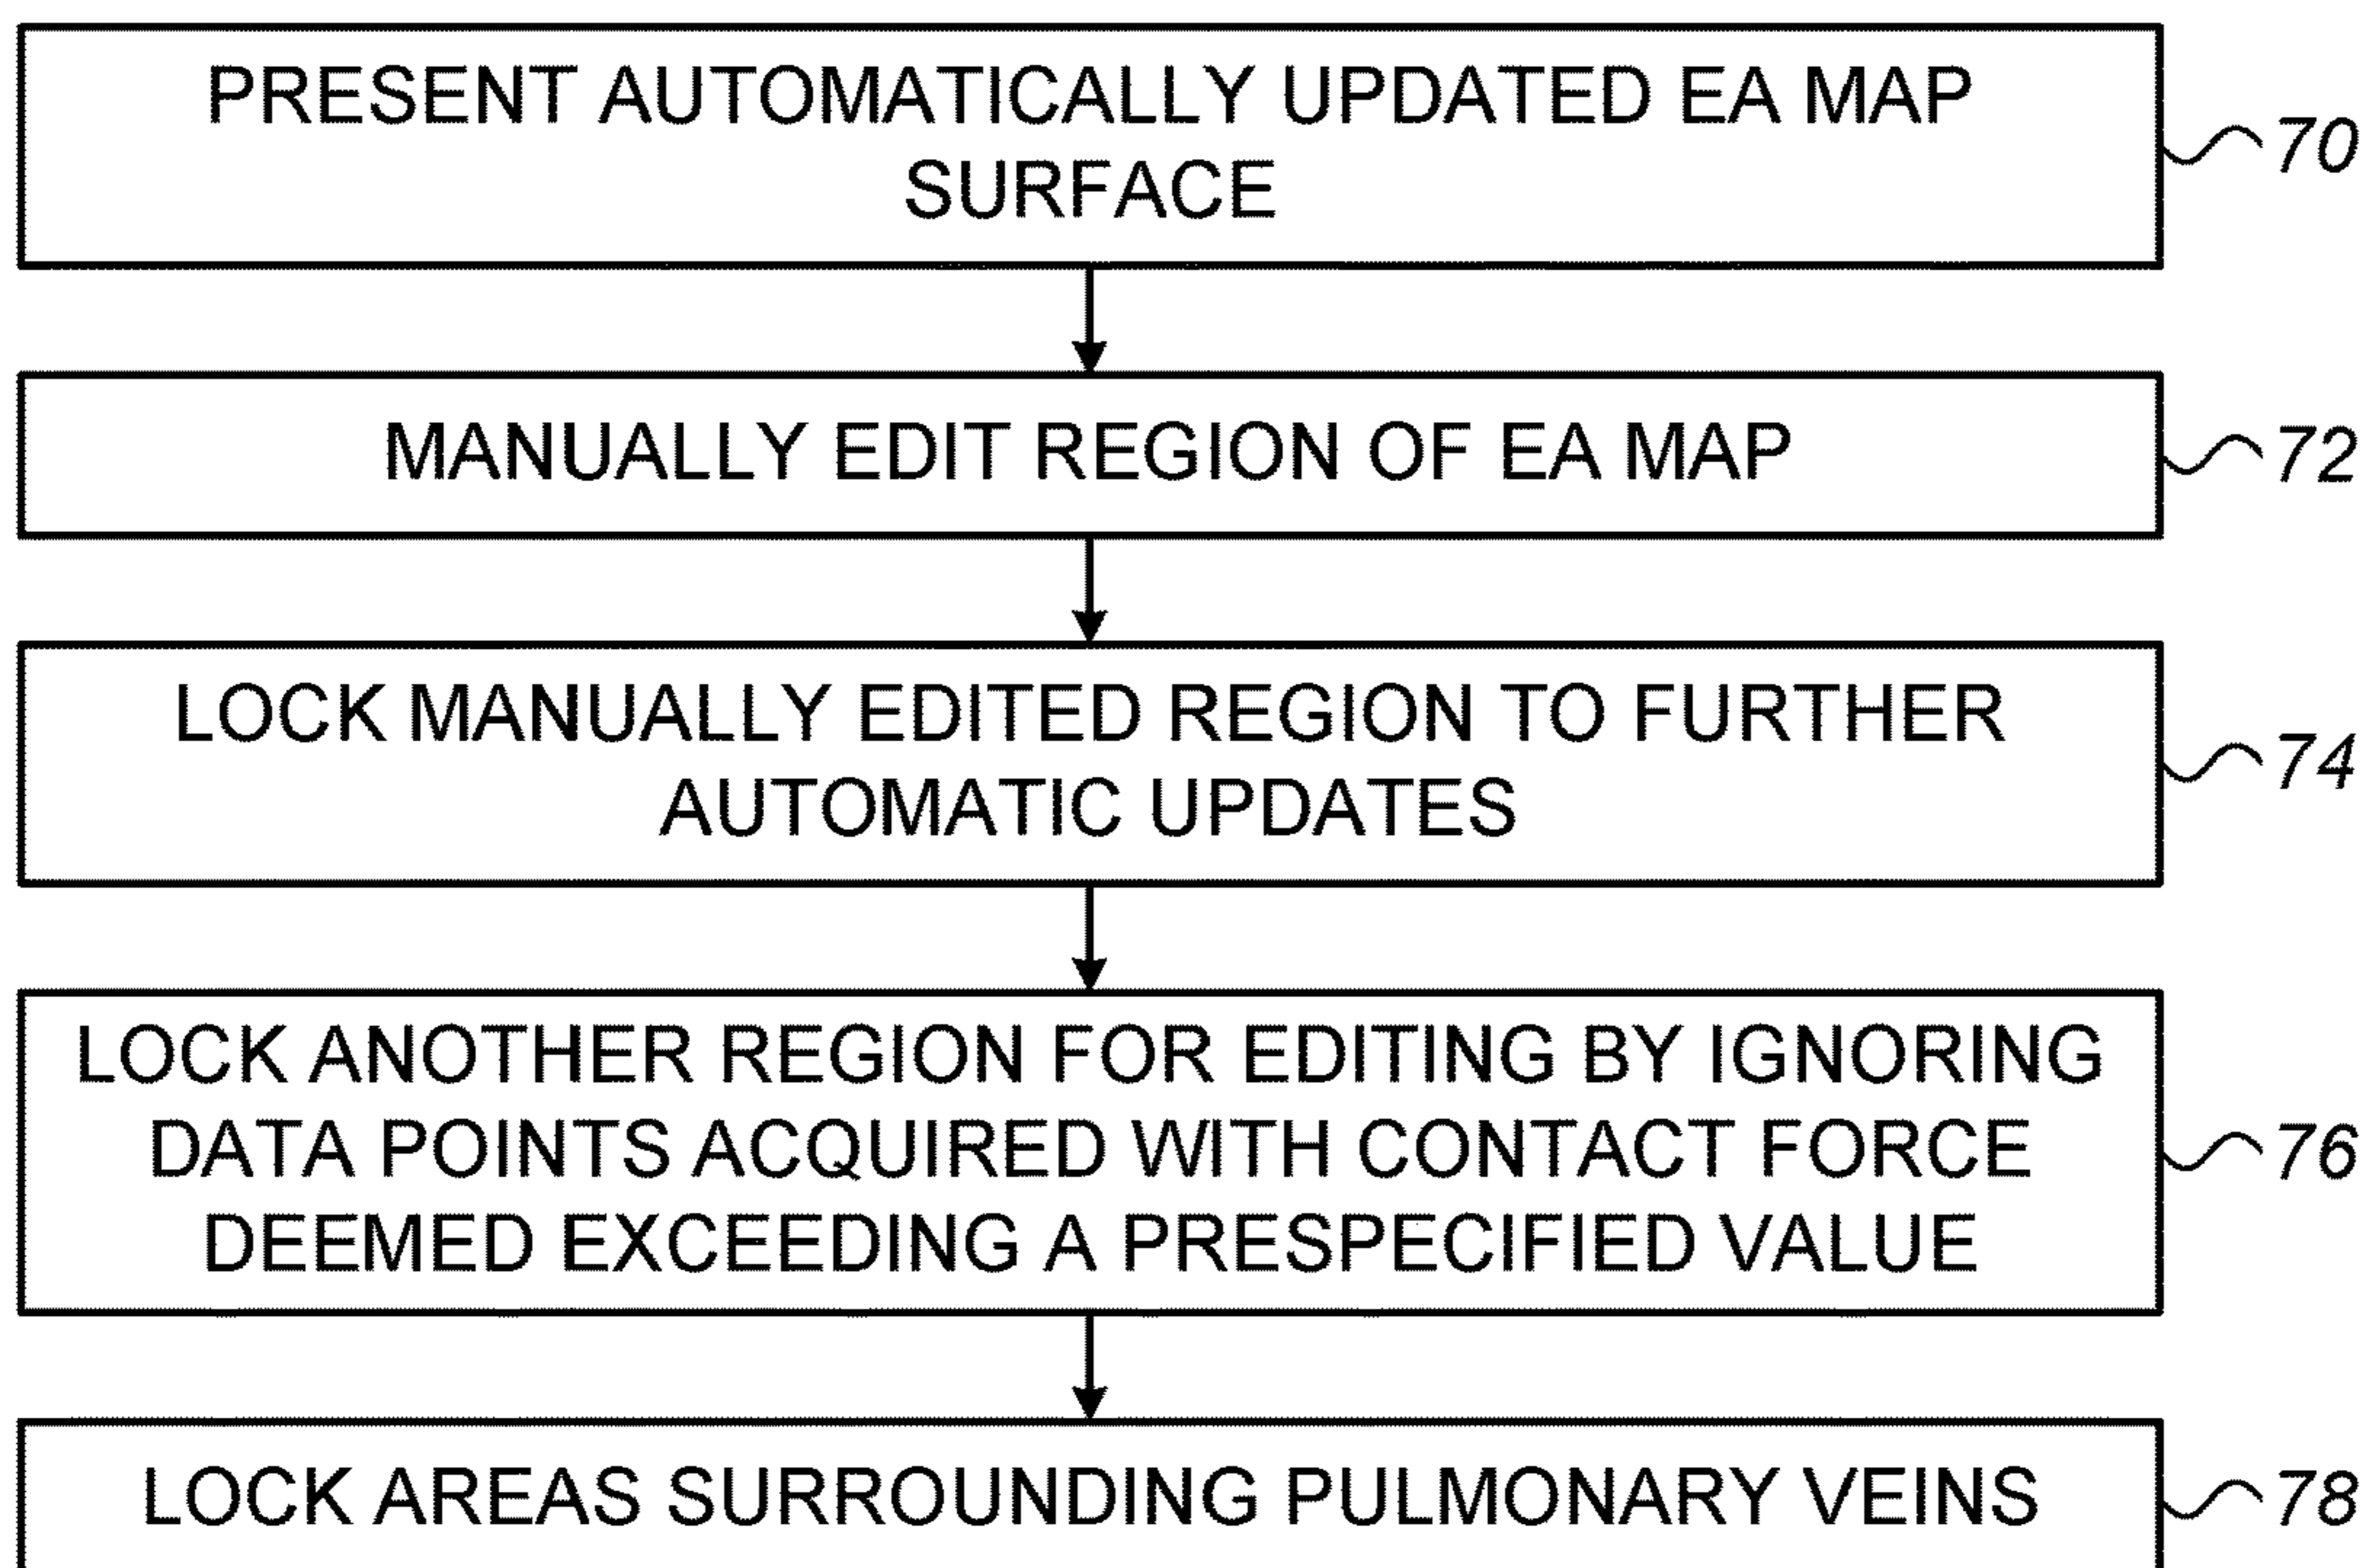 PRESENT AUTOMATICALLY UPDATED EA MAP
SURFACE
70
MANUALLY EDIT REGION OF EA MAP
72
LOCK MANUALLY EDITED REGION TO FURTHER
AUTOMATIC UPDATES
74
LOCK ANOTHER REGION FOR EDITING BY IGNORING
DATA POINTS ACQUIRED WITH CONTACT FORCE
DEEMED EXCEEDING A PRESPECIFIED VALUE
76
LOCK AREAS SURROUNDING PULMONARY VEINS
78